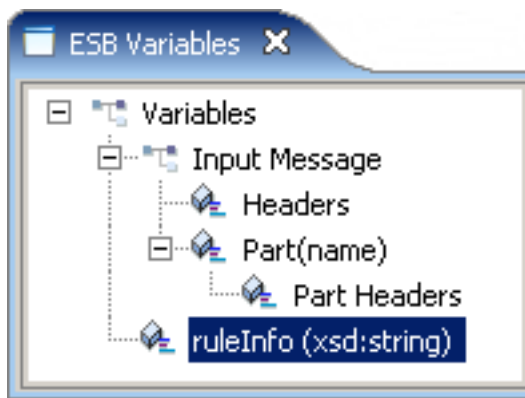 ESB Variables
Variables
Input Message
Headers
Part(name)
Part Headers
ruleInfo (xsd:string)